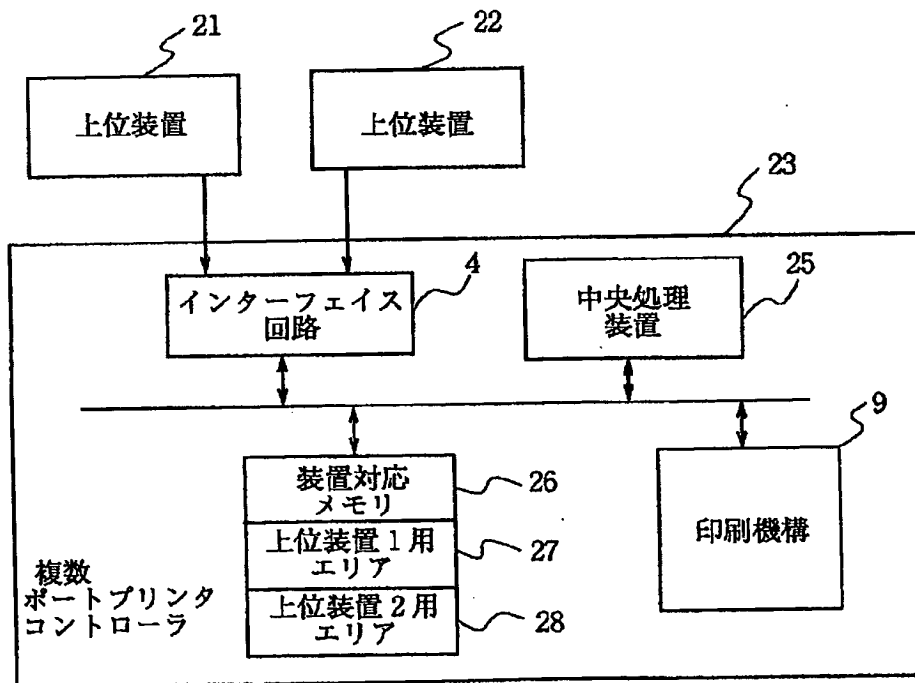 21
22
上位装置
上位装置
23
4
25
インターフェイス
回路
中央処理
装置
9
装置対応
メモリ
26
上位装置1用
エリア
27
印刷機構
上位装置2用
エリア
28
複数
ポートプリンタ
コントローラ